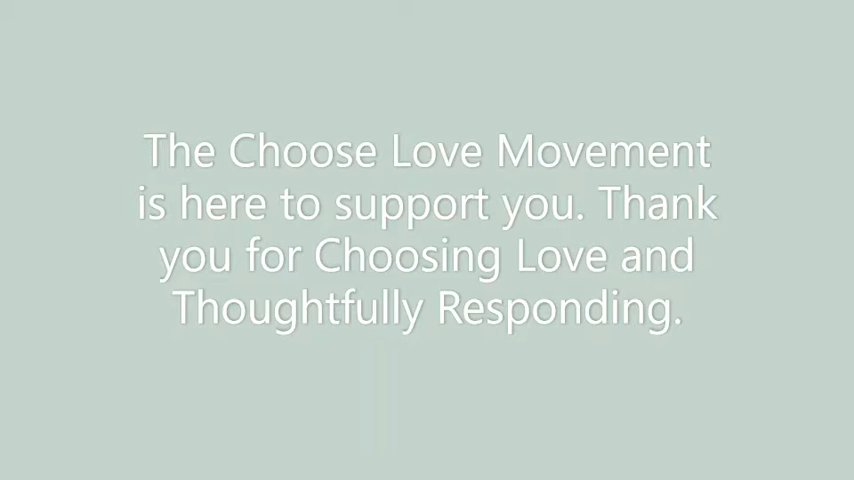 The Choose Love Movement
is here to support you. Thank
you for Choosing Love and
Thoughtfully Responding.